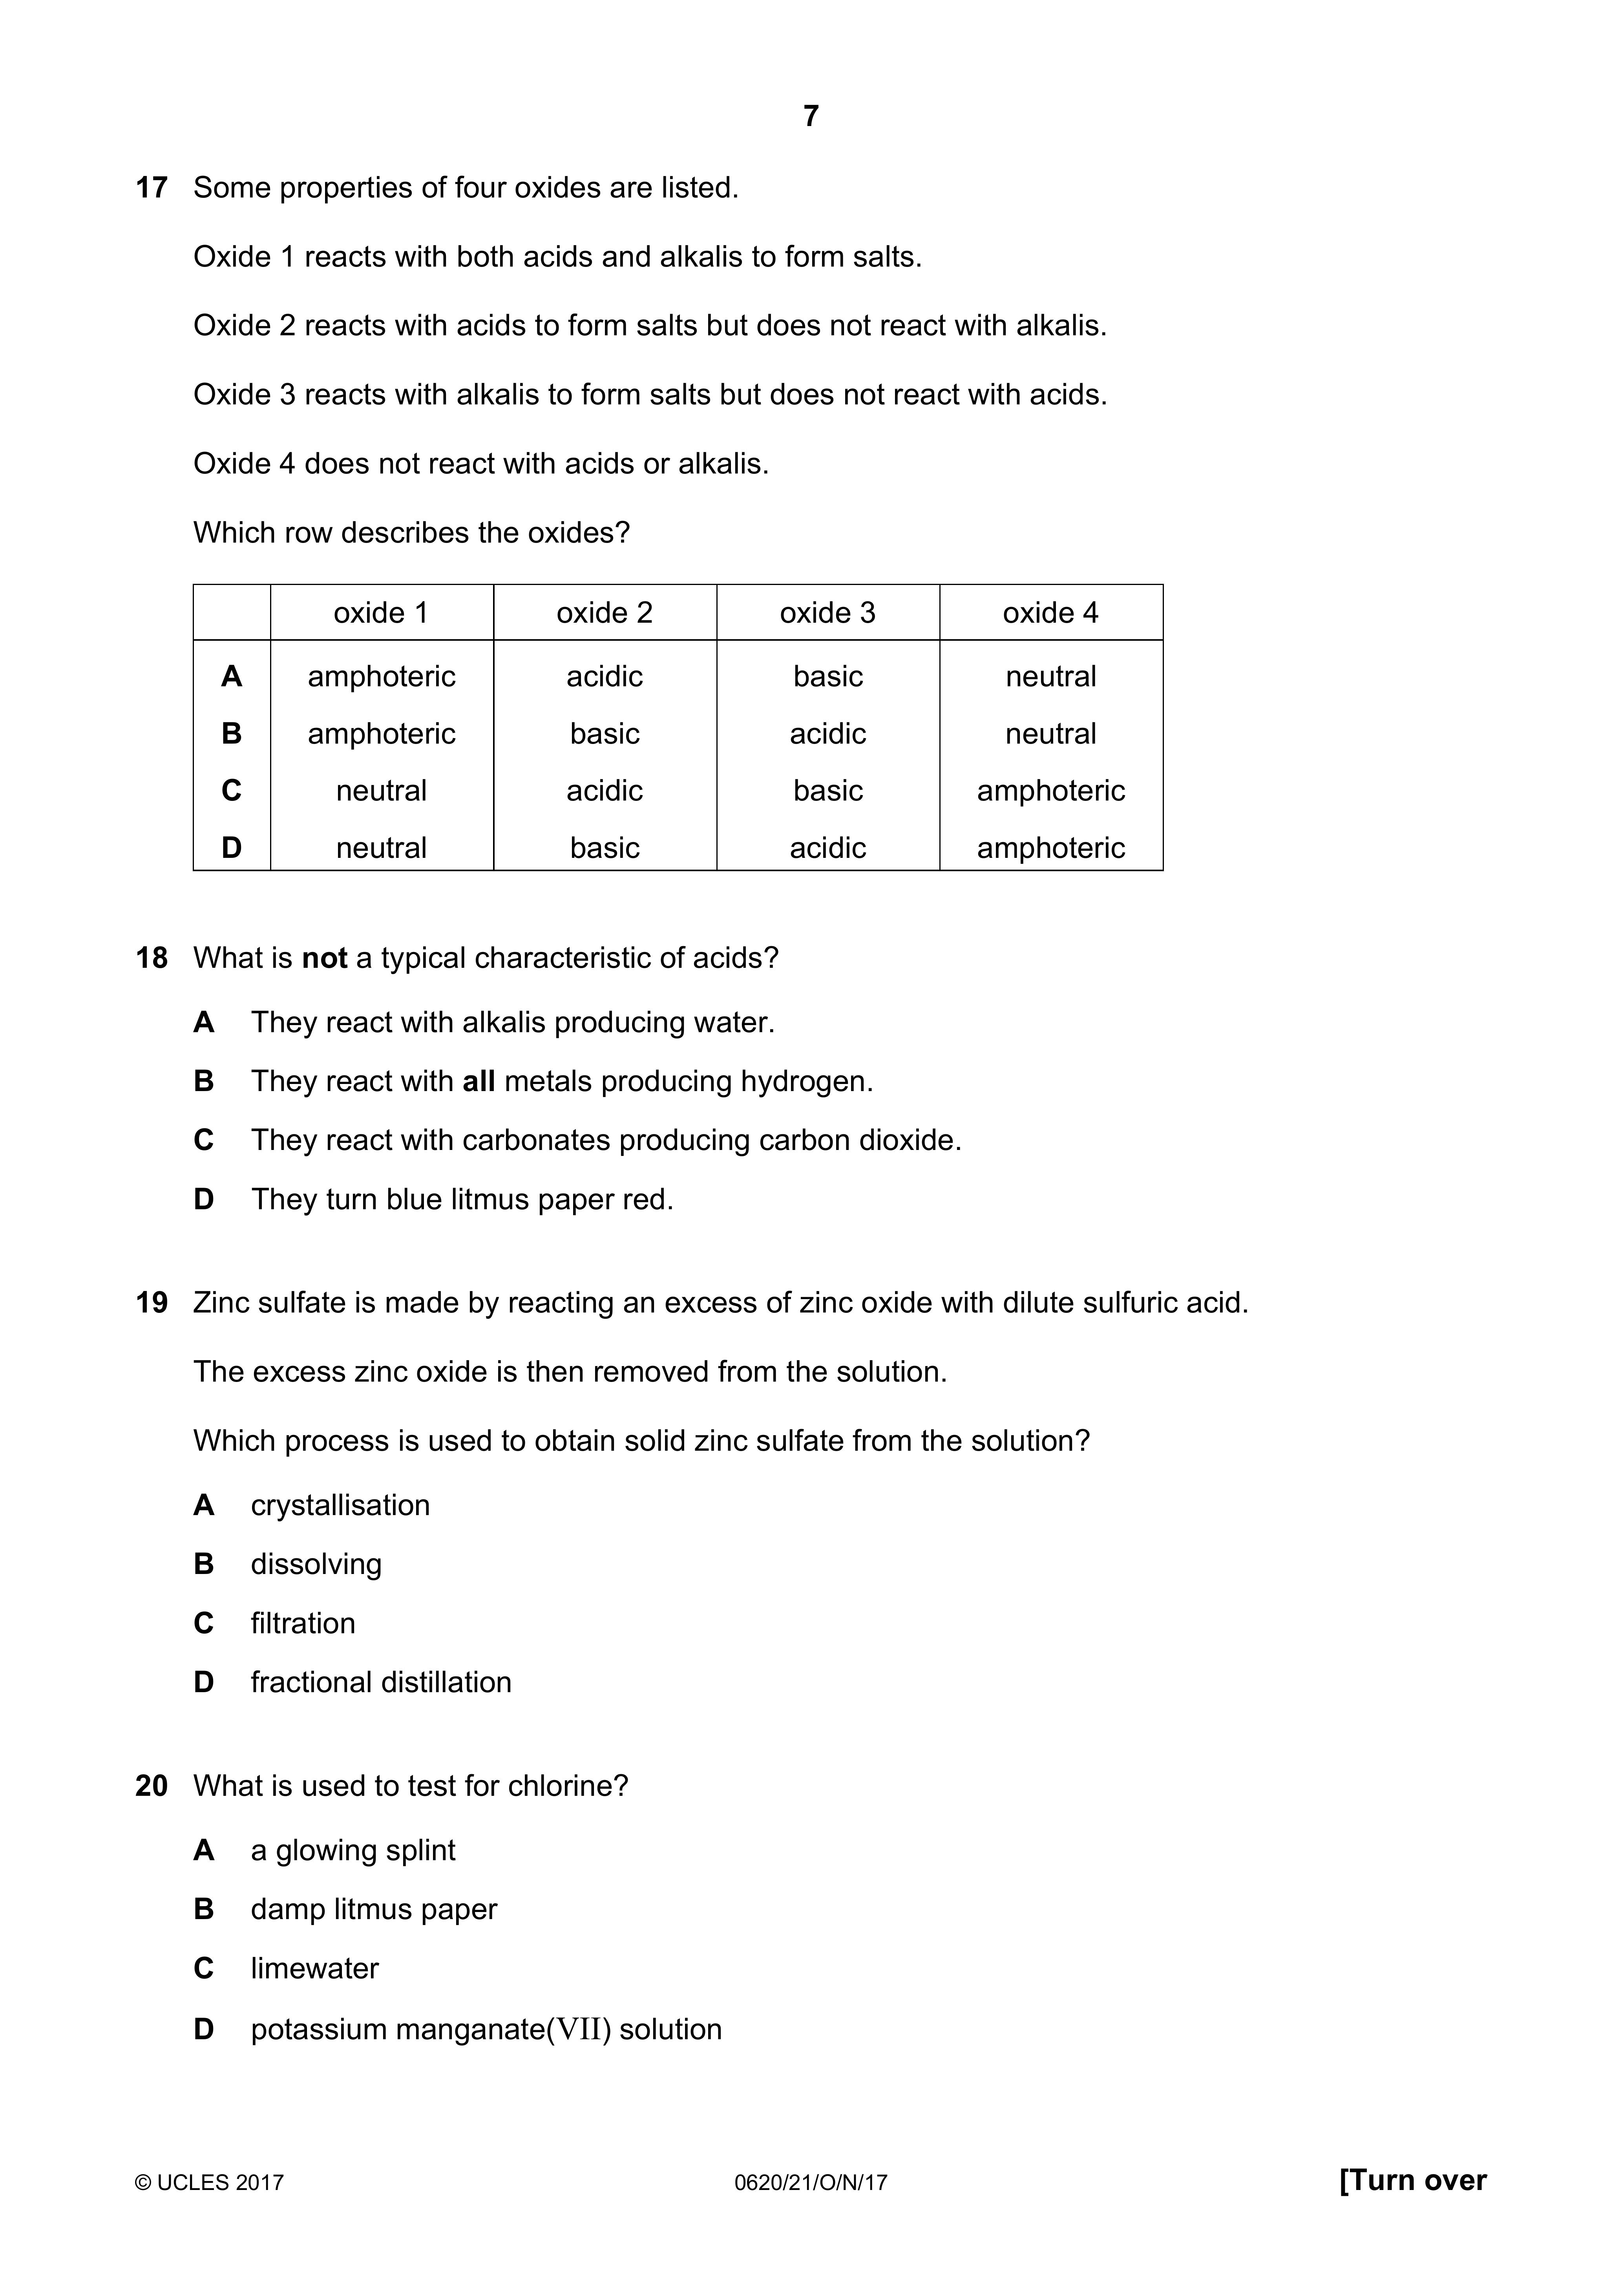 7
17 Some properties of four oxides are listed.
Oxide 1 reacts with both acids and alkalis to form salts.
Oxide 2 reacts with acids to form salts but does not react with alkalis.
Oxide 3 reacts with alkalis to form salts but does not react with acids.
Oxide 4 does not react with acids or alkalis.
Which row describes the oxides?
oxide 1 oxide 2 oxide 3 oxide 4
A amphoteric acidic basic neutral
B amphoteric basic acidic neutral
C neutral acidic basic amphoteric
D neutral basic acidic amphoteric
18 What is not a typical characteristic of acids?
A They react with alkalis producing water.
B They react with all metals producing hydrogen.
C They react with carbonates producing carbon dioxide.
D They turn blue litmus paper red.
19 Zinc sulfate is made by reacting an excess of zinc oxide with dilute sulfuric acid.
The excess zinc oxide is then removed from the solution.
Which process is used to obtain solid zinc sulfate from the solution?
A crystallisation
B dissolving
C filtration
D fractional distillation
20 What is used to test for chlorine?
A a glowing splint
B damp litmus paper
C limewater
D potassium manganate(VII) solution
© UCLES 2017 0620/21/O/N/17 [Turn over